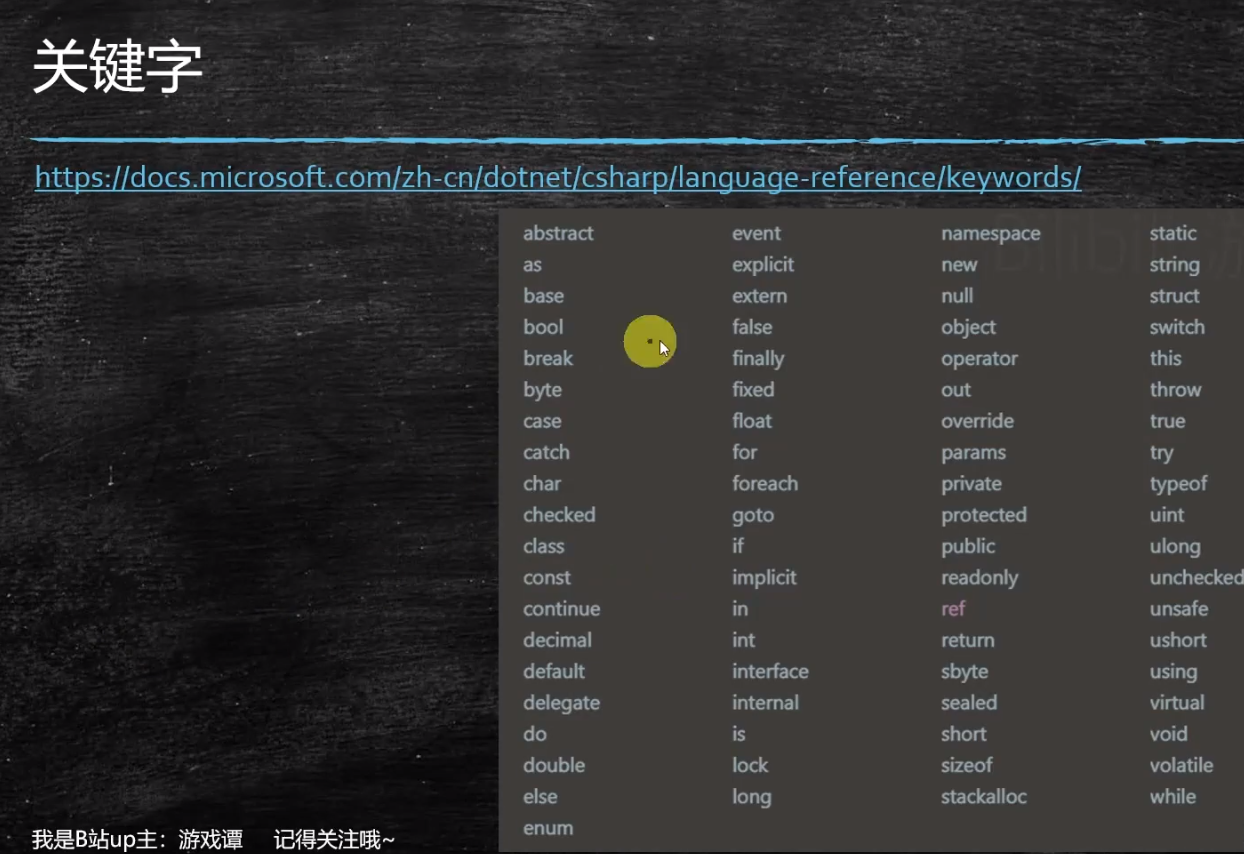 关键字
https://docs.microsoft.com/zh-cn/dotnet/csharp/language-reference/keywords/
abstract event namespace static
as explicit new string
base extern null struct
bool false object switch
break finally operator this
byte fixed out throw
case float override true
catch for params try
char foreach private typeof
checked goto protected uint
class if public ulong
const implicit readonly unchecked
continue in ref unsafe
decimal int return ushort
default interface sbyte using
delegate internal sealed virtual
do is short void
double lock sizeof volatile
else long stackalloc while
enum
我是B站up主：游戏谭 记得关注哦~